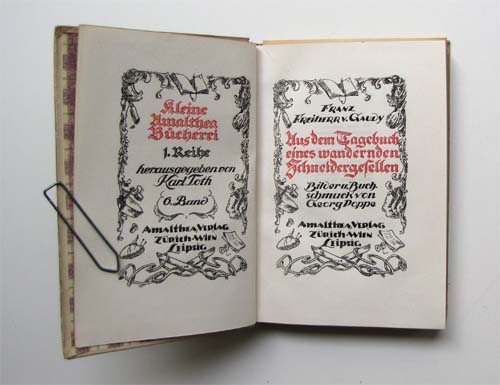 Kleine
Amalthea
Bücherei
1. Reihe
herausgegeben von
Karl Toth
6. Band
Amalthea Verlag
Zürich-Wien
Leipzig
Franz
Freiherr v. Gaudy
Aus dem Tagebuch
eines wandernden
Schneidergesellen
Bilder u. Buch-
schmuck von
Georg Poppe
Amalthea Verlag
Zürich-Wien
Leipzig